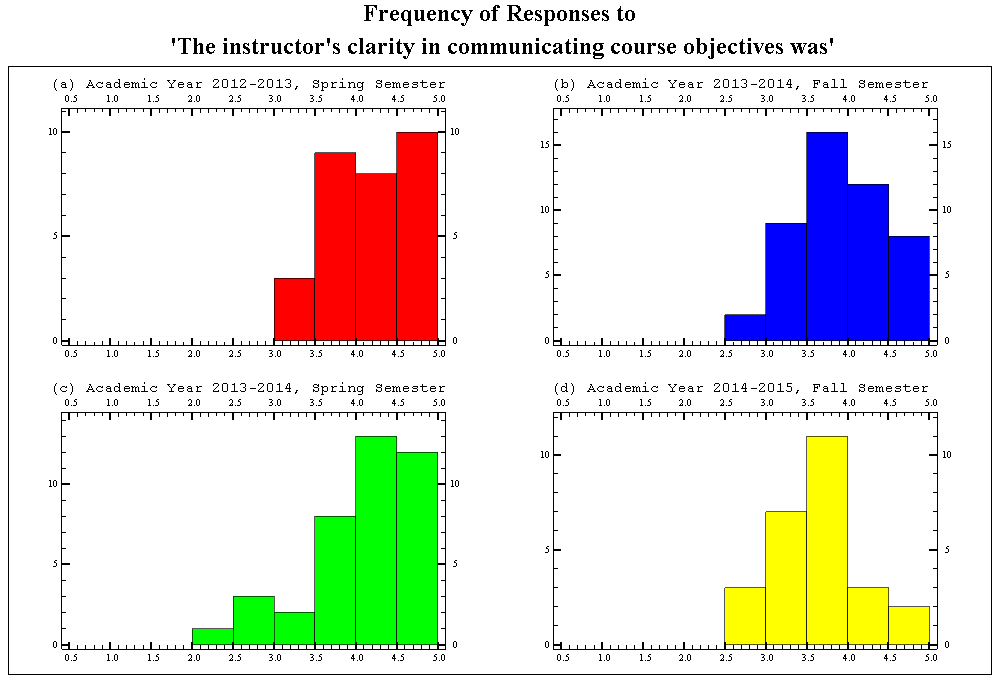 Frequency of Responses to
'The instructor's clarity in communicating course objectives was'
(a) Academic Year 2012-2013, Spring Semester
0.5 1.0 1.5 2.0 2.5 3.0 3.5 4.0 4.5 5.0
10 10
5 5
0 0
0.5 1.0 1.5 2.0 2.5 3.0 3.5 4.0 4.5 5.0
(b) Academic Year 2013-2014, Fall Semester
0.5 1.0 1.5 2.0 2.5 3.0 3.5 4.0 4.5 5.0
15 15
10 10
5 5
0 0
0.5 1.0 1.5 2.0 2.5 3.0 3.5 4.0 4.5 5.0
(c) Academic Year 2013-2014, Spring Semester
0.5 1.0 1.5 2.0 2.5 3.0 3.5 4.0 4.5 5.0
10 10
5 5
0 0
0.5 1.0 1.5 2.0 2.5 3.0 3.5 4.0 4.5 5.0
(d) Academic Year 2014-2015, Fall Semester
0.5 1.0 1.5 2.0 2.5 3.0 3.5 4.0 4.5 5.0
10 10
5 5
0 0
0.5 1.0 1.5 2.0 2.5 3.0 3.5 4.0 4.5 5.0